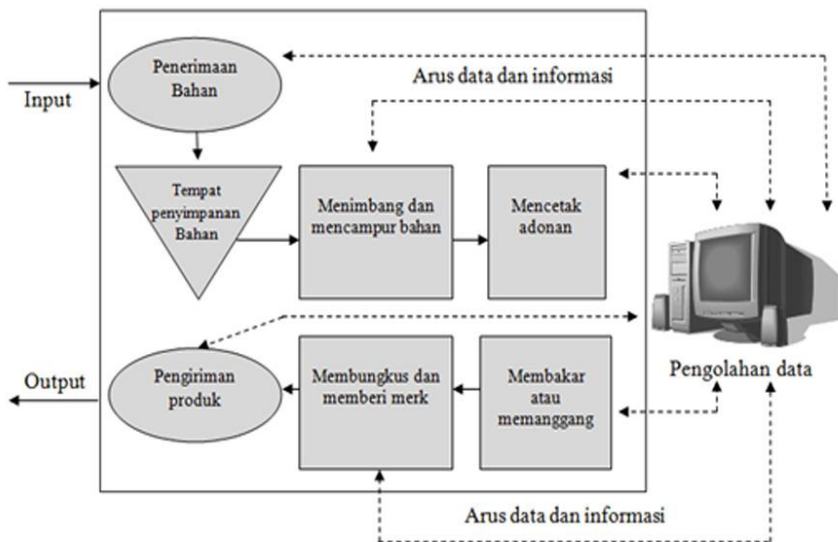 Penerimaan
Bahan
Arus data dan informasi
Input
Tempat
penyimpanan
Bahan
Menimbang dan
mencampur bahan
Mencetak
adonan
Output
Pengiriman
produk
Membungkus dan
memberi merk
Membakar
atau
memanggang
Pengolahan data
Arus data dan informasi